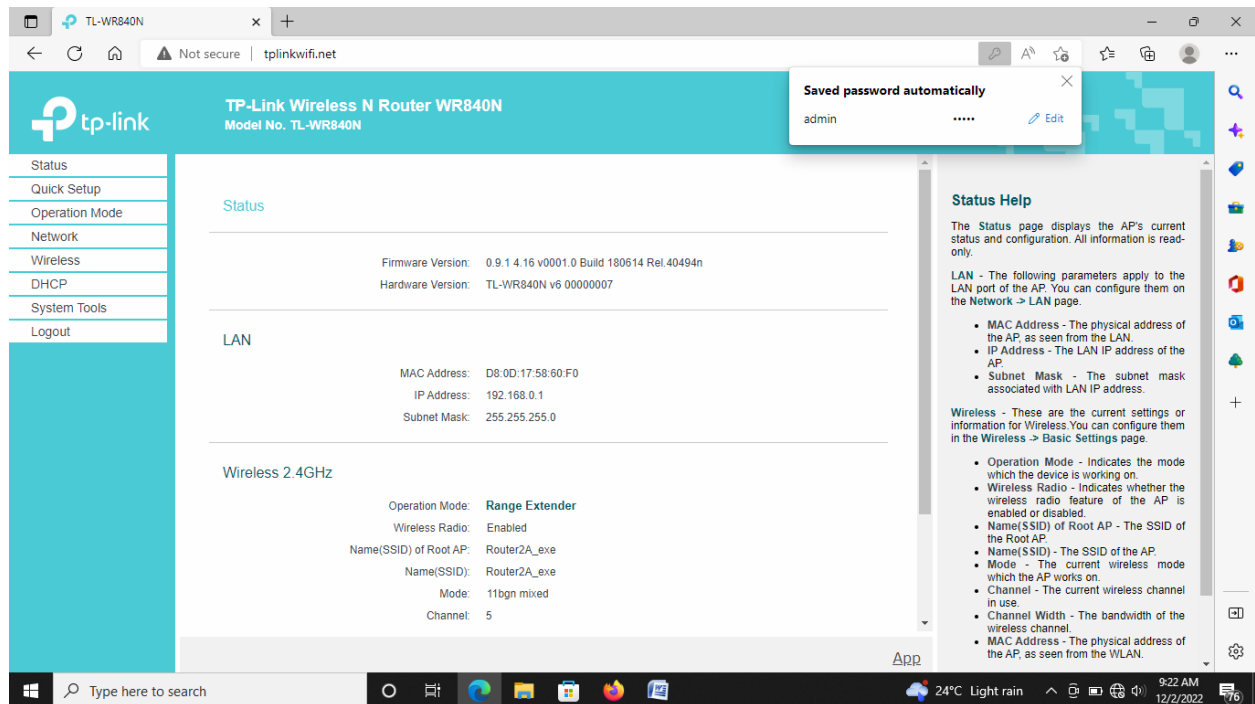 TL-WR840N
Not secure
tplinkwifi.net
Saved password automatically
admin ••••• Edit
tp-link
TP-Link Wireless N Router WR840N
Model No. TL-WR840N
Status
Quick Setup
Operation Mode
Network
Wireless
DHCP
System Tools
Logout
Status
Firmware Version: 0.9.1 4.16 v0001.0 Build 180614 Rel.40494n
Hardware Version: TL-WR840N v6 00000007
LAN
MAC Address: D8:0D:17:58:60:F0
IP Address: 192.168.0.1
Subnet Mask: 255.255.255.0
Wireless 2.4GHz
Operation Mode: Range Extender
Wireless Radio: Enabled
Name(SSID) of Root AP: Router2A_exe
Name(SSID): Router2A_exe
Mode: 11bgn mixed
Channel: 5
App
Status Help
The Status page displays the AP's current
status and configuration. All information is read-
only.
LAN - The following parameters apply to the
LAN port of the AP. You can configure them on
the Network -> LAN page.
• MAC Address - The physical address of
the AP, as seen from the LAN.
• IP Address - The LAN IP address of the
AP.
• Subnet Mask - The subnet mask
associated with LAN IP address.
Wireless - These are the current settings or
information for Wireless.You can configure them
in the Wireless -> Basic Settings page.
• Operation Mode - Indicates the mode
which the device is working on.
• Wireless Radio - Indicates whether the
wireless radio feature of the AP is
enabled or disabled.
• Name(SSID) of Root AP - The SSID of
the Root AP.
• Name(SSID) - The SSID of the AP.
• Mode - The current wireless mode
which the AP works on.
• Channel - The current wireless channel
in use.
• Channel Width - The bandwidth of the
wireless channel.
• MAC Address - The physical address of
the AP, as seen from the WLAN.
Type here to search
24°C Light rain
9:22 AM
12/2/2022
76